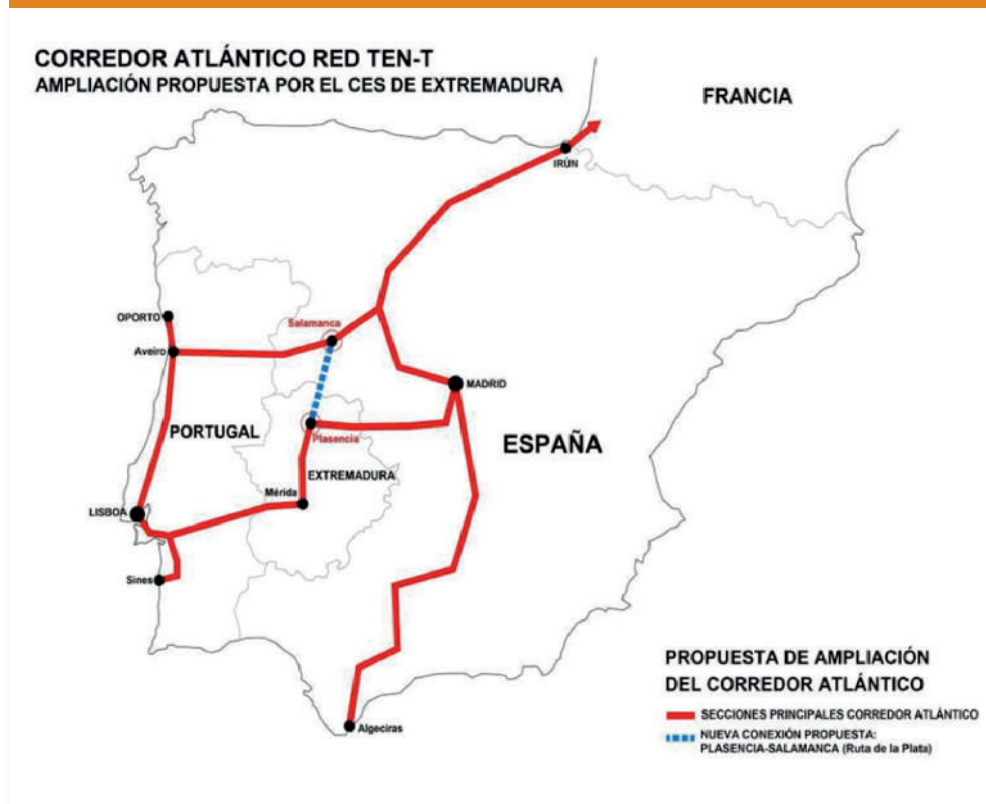 CORREDOR ATLÁNTICO RED TEN-T
AMPLIACIÓN PROPUESTA POR EL CES DE EXTREMADURA
FRANCIA
IRÚN
OPORTO
Salamanca
Aveiro
MADRID
PORTUGAL
Plasencia
ESPAÑA
EXTREMADURA
Mérida
LISBOA
Sines
Algeciras
PROPUESTA DE AMPLIACIÓN
DEL CORREDOR ATLÁNTICO
SECCIONES PRINCIPALES CORREDOR ATLÁNTICO
NUEVA CONEXIÓN PROPUESTA:
PLASENCIA-SALAMANCA (Ruta de la Plata)